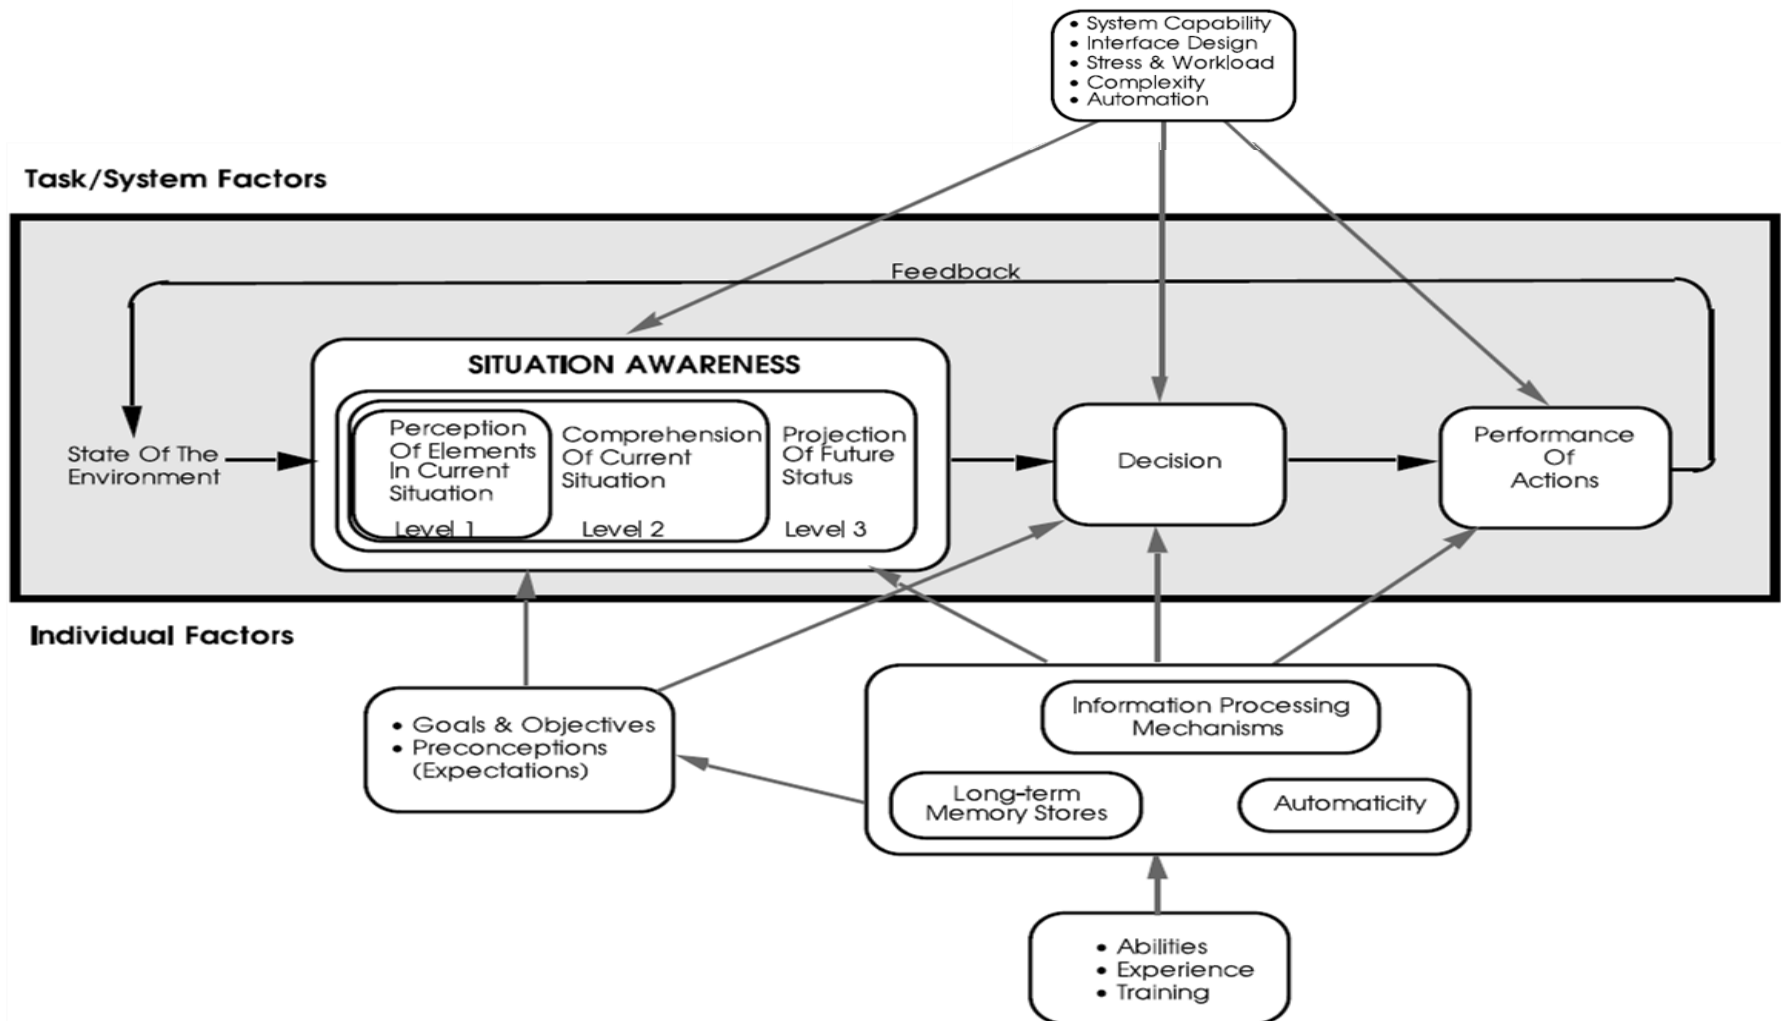 • System Capability
• Interface Design
• Stress & Workload
• Complexity
• Automation
Task/System Factors
Feedback
SITUATION AWARENESS
State Of The
Environment
Perception
Of Elements
In Current
Situation
Level 1
Comprehension
Of Current
Situation
Level 2
Projection
Of Future
Status
Level 3
Decision
Performance
Of
Actions
Individual Factors
• Goals & Objectives
• Preconceptions
(Expectations)
Information Processing
Mechanisms
Long-term
Memory Stores
Automaticity
• Abilities
• Experience
• Training